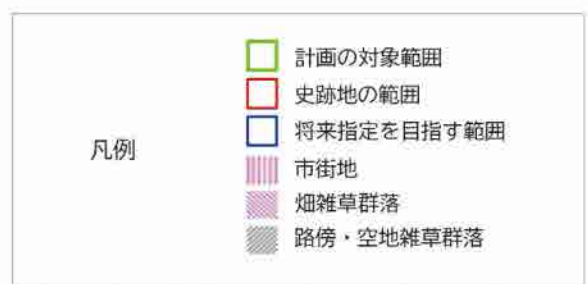 凡例
計画の対象範囲
史跡地の範囲
将来指定を目指す範囲
市街地
畑雑草群落
路傍・空地雑草群落